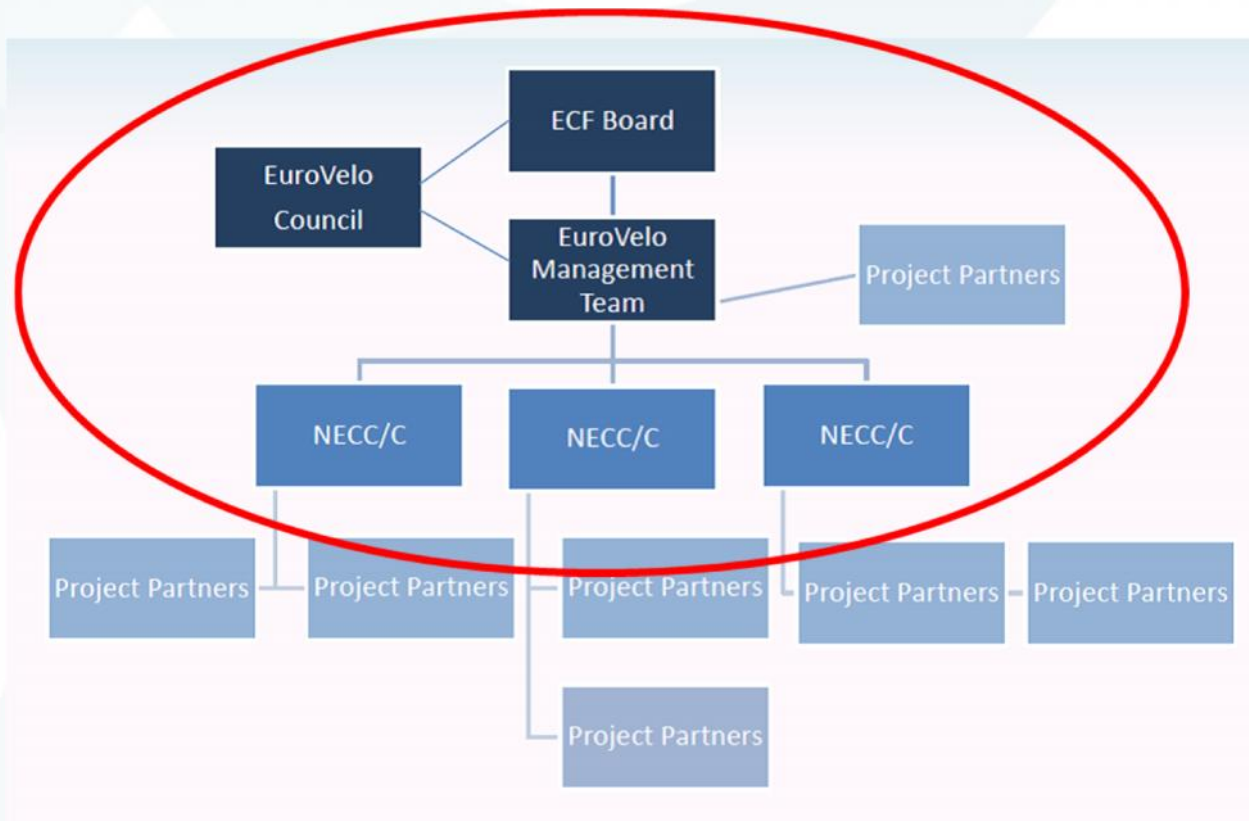 ECF Board
EuroVelo
Council
EuroVelo
Management
Team
Project Partners
NECC/C
NECC/C
NECC/C
Project Partners
Project Partners
Project Partners
Project Partners
Project Partners
Project Partners